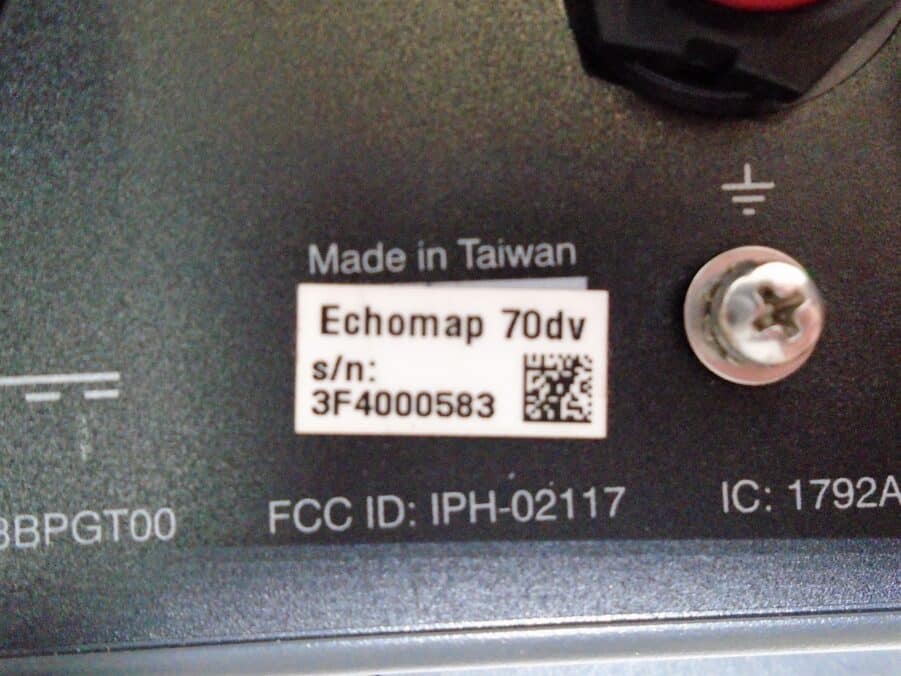 Made in Taiwan
Echomap 70dv
s/n:
3F4000583
BBPGT00
FCC ID: IPH-02117
IC: 1792A